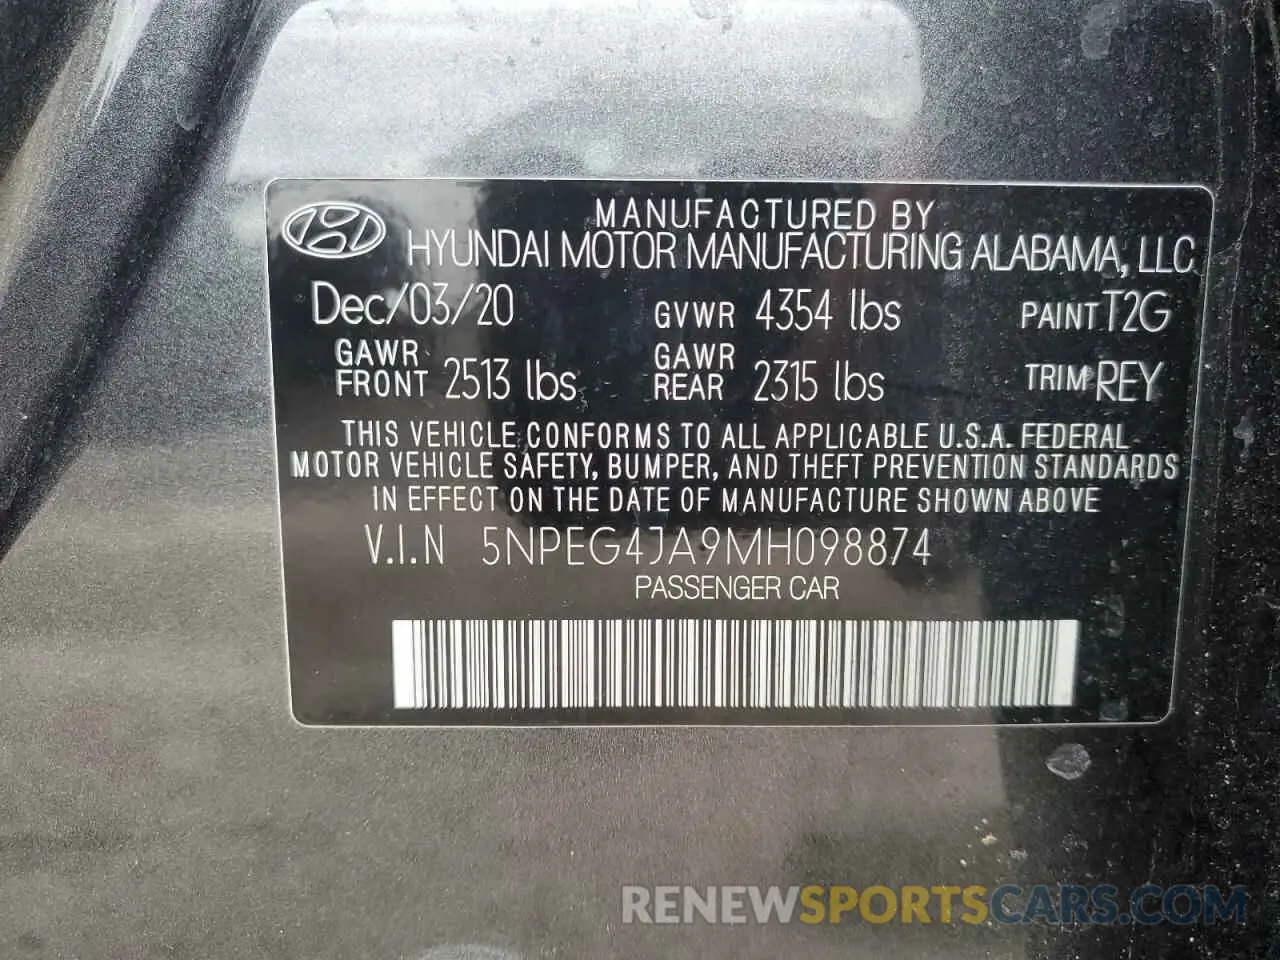 MANUFACTURED BY
HYUNDAI MOTOR MANUFACTURING ALABAMA, LLC
Dec/03/20 GVWR 4354 lbs PAINT T2G
GAWR FRONT 2513 lbs GAWR REAR 2315 lbs TRIM REY
THIS VEHICLE CONFORMS TO ALL APPLICABLE U.S.A. FEDERAL
MOTOR VEHICLE SAFETY, BUMPER, AND THEFT PREVENTION STANDARDS
IN EFFECT ON THE DATE OF MANUFACTURE SHOWN ABOVE
V.I.N 5NPEG4JA9MH098874
PASSENGER CAR
RENEWSPORTSCARS.COM